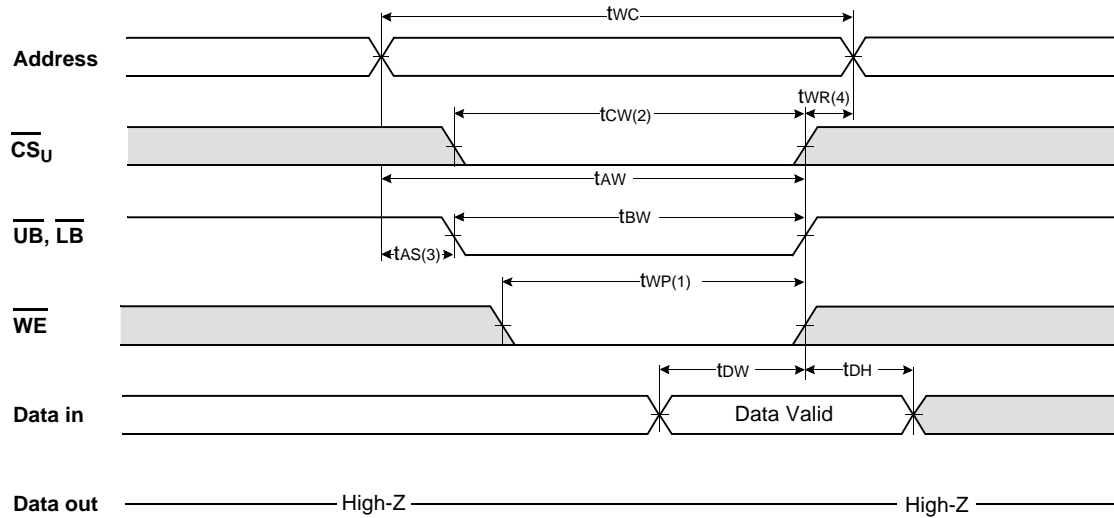 tWC
Address
tWR(4)
tCW(2)
CSU
tAW
UB, LB
tBW
tAS(3)
tWP(1)
WE
tDW
tDH
Data in
Data Valid
Data out
High-Z
High-Z